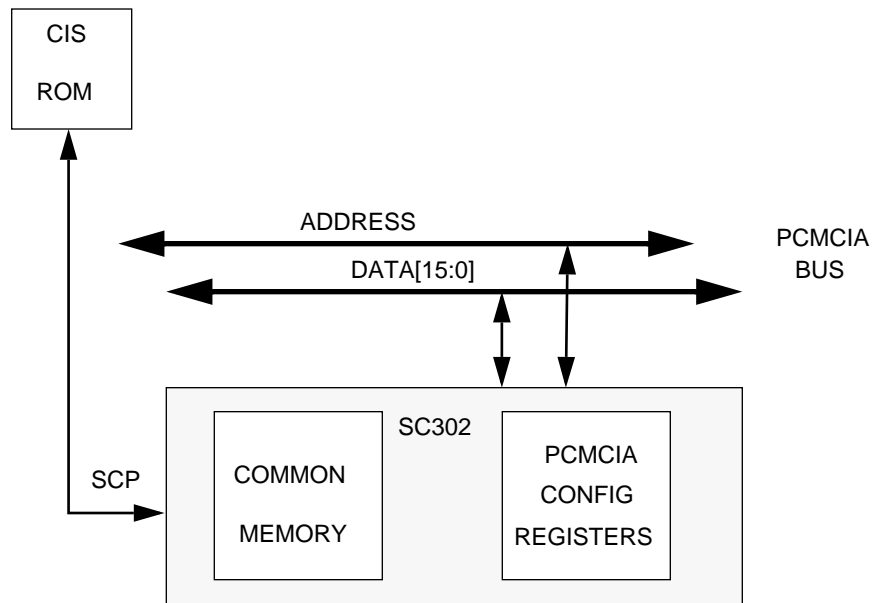 CIS
ROM
ADDRESS
PCMCIA
BUS
DATA[15:0]
SC302
SCP
COMMON
MEMORY
PCMCIA
CONFIG
REGISTERS